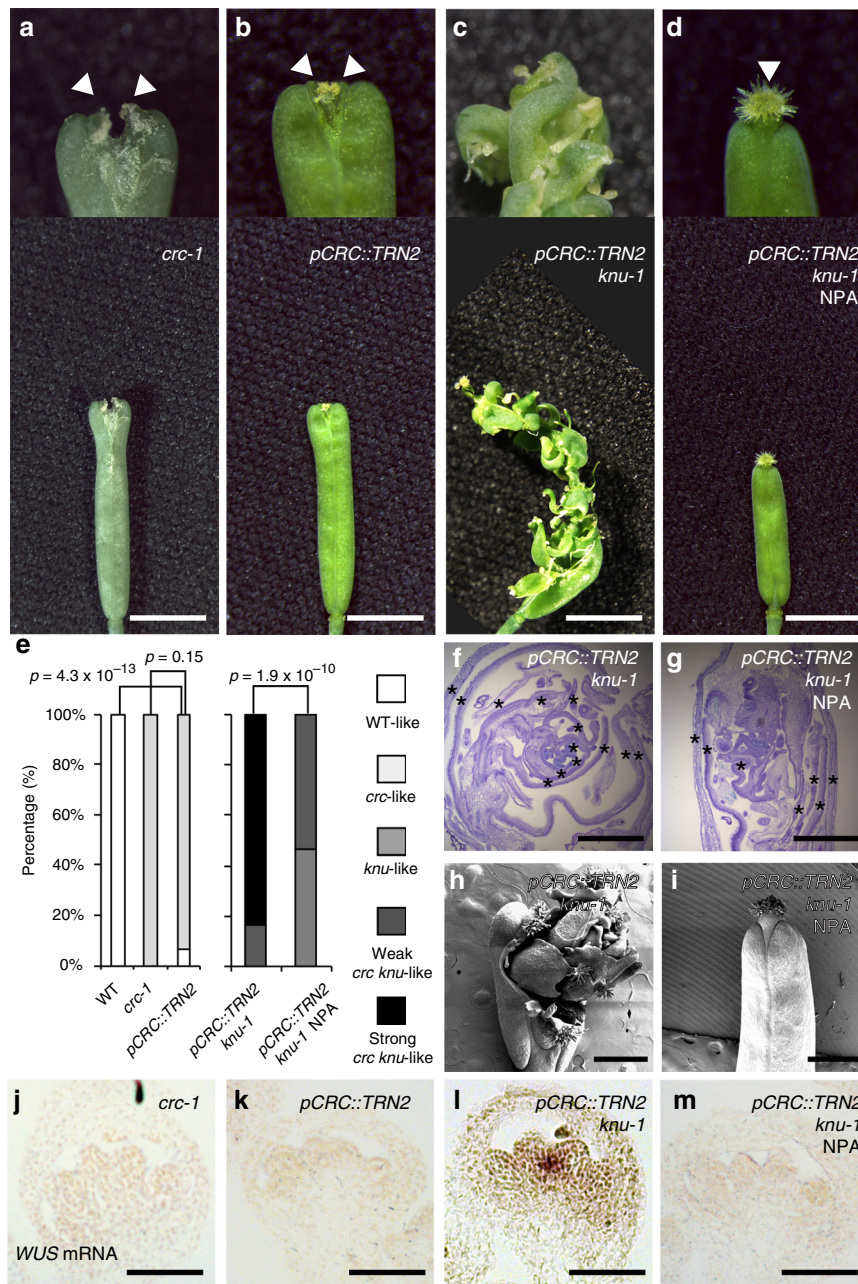 a
b
c
d
crc-1
pCRC::TRN2
pCRC::TRN2
knu-1
pCRC::TRN2
knu-1
NPA
e
p = 4.3 x 10⁻¹³
p = 0.15
p = 1.9 x 10⁻¹⁰
Percentage (%)
100%
80%
60%
40%
20%
0%
WT
crc-1
pCRC::TRN2
pCRC::TRN2
knu-1
pCRC::TRN2
knu-1 NPA
WT-like
crc-like
knu-like
Weak
crc knu-like
Strong
crc knu-like
f
pCRC::TRN2
knu-1
* * * * * * * * * * * *
g
pCRC::TRN2
knu-1
NPA
* * * * * *
h
pCRC::TRN2
knu-1
i
pCRC::TRN2
knu-1
NPA
j
crc-1
WUS mRNA
k
pCRC::TRN2
l
pCRC::TRN2
knu-1
m
pCRC::TRN2
knu-1
NPA